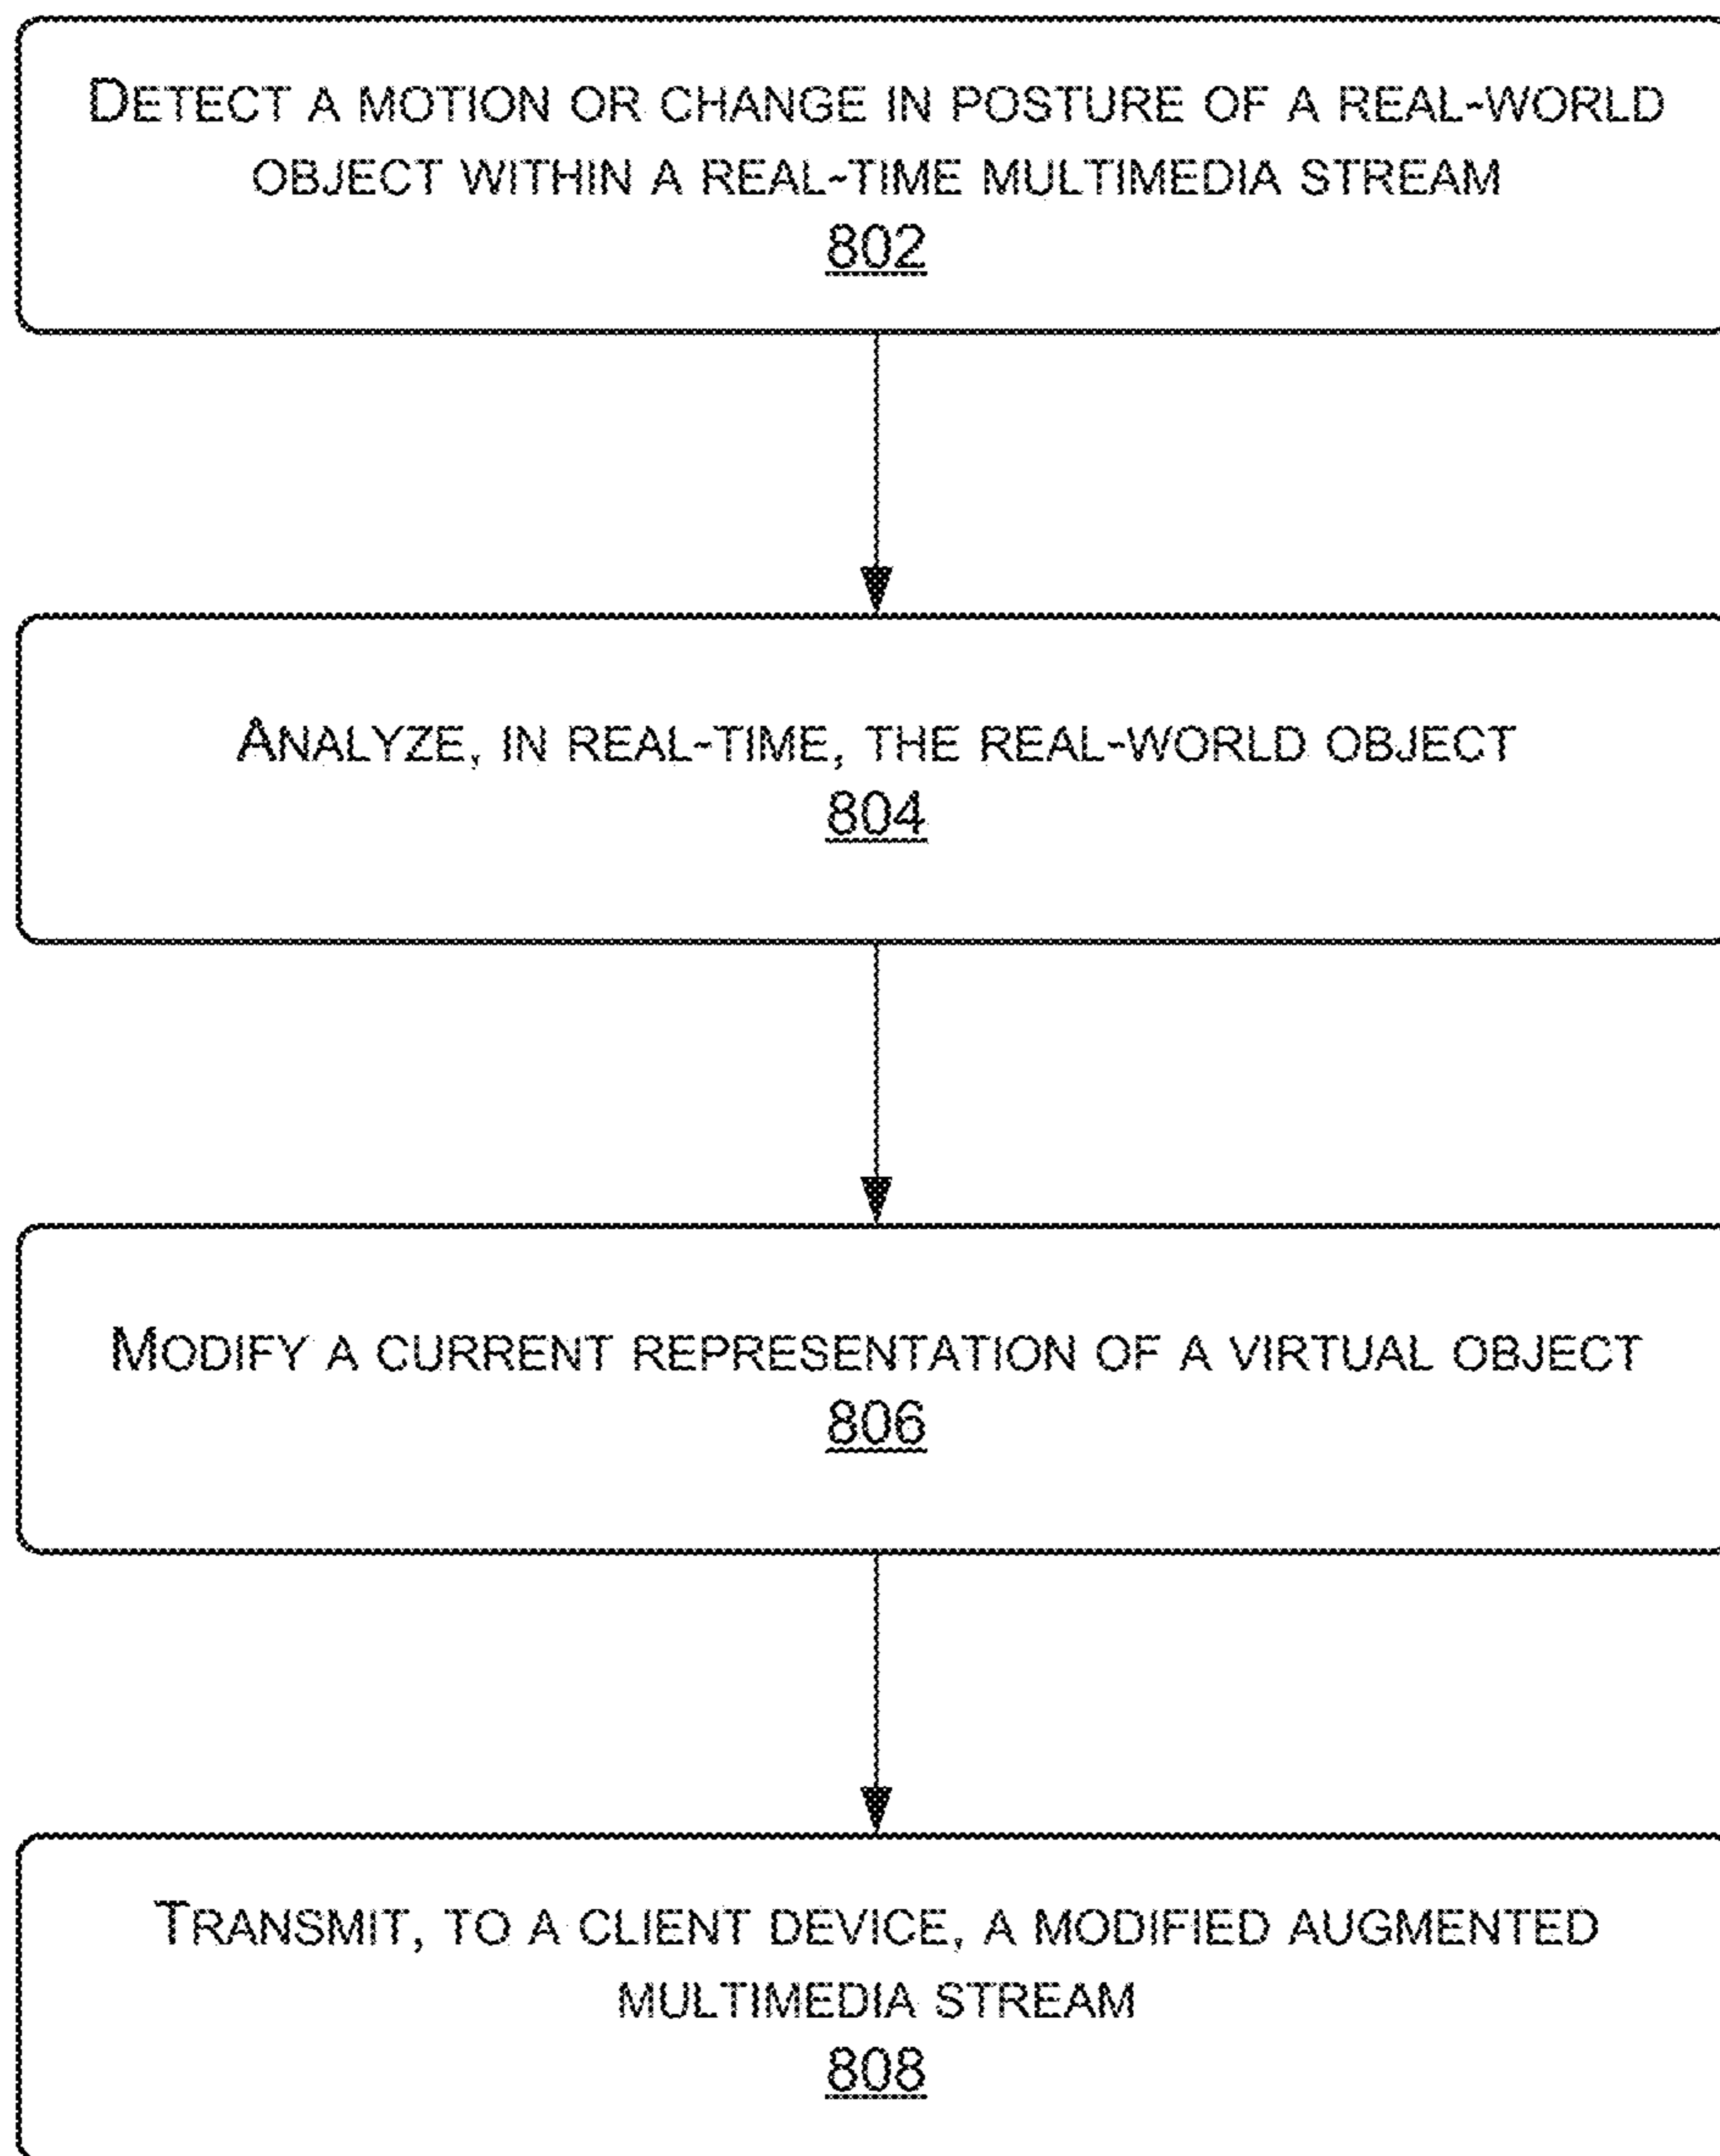 DETECT A MOTION OR CHANGE IN POSTURE OF A REAL-WORLD
OBJECT WITHIN A REAL-TIME MULTIMEDIA STREAM
802
ANALYZE, IN REAL-TIME, THE REAL-WORLD OBJECT
804
MODIFY A CURRENT REPRESENTATION OF A VIRTUAL OBJECT
806
TRANSMIT, TO A CLIENT DEVICE, A MODIFIED AUGMENTED
MULTIMEDIA STREAM
808